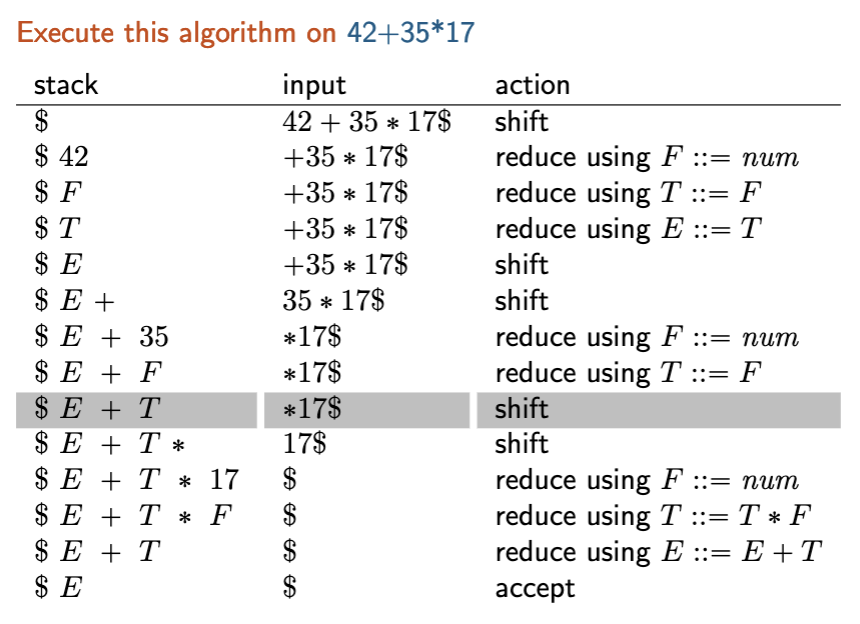 Execute this algorithm on 42+35*17
stack input action
$ 42 + 35 ∗ 17$ shift
$ 42 +35 ∗ 17$ reduce using F ::= num
$ F +35 ∗ 17$ reduce using T ::= F
$ T +35 ∗ 17$ reduce using E ::= T
$ E +35 ∗ 17$ shift
$ E + 35 ∗ 17$ shift
$ E + 35 ∗17$ reduce using F ::= num
$ E + F ∗17$ reduce using T ::= F
$ E + T ∗17$ shift
$ E + T ∗ 17$ shift
$ E + T ∗ 17 $ reduce using F ::= num
$ E + T ∗ F $ reduce using T ::= T ∗ F
$ E + T $ reduce using E ::= E + T
$ E $ accept